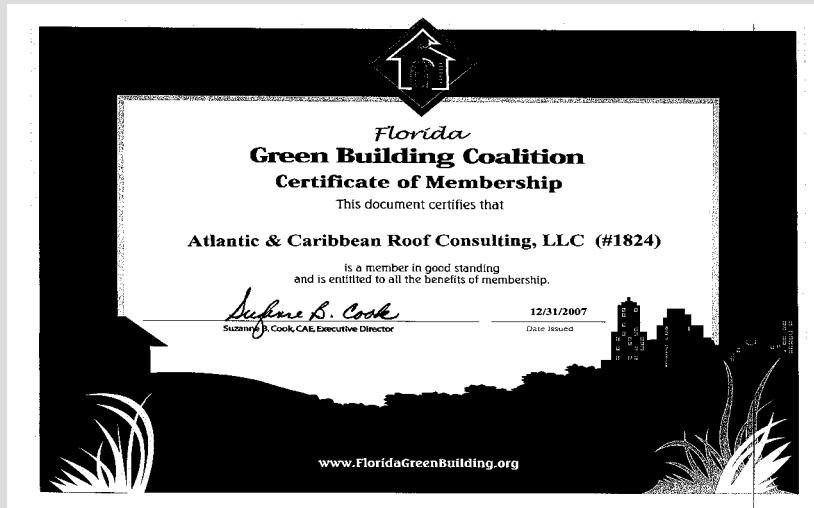 Florida
Green Building Coalition
Certificate of Membership
This document certifies that
Atlantic & Caribbean Roof Consulting, LLC (#1824)
is a member in good standing
and is entitlted to all the benefits of membership.
Suzanne B. Cook
12/31/2007
Suzanne B. Cook, CAE, Executive Director
Date Issued
www.FloridaGreenBuilding.org